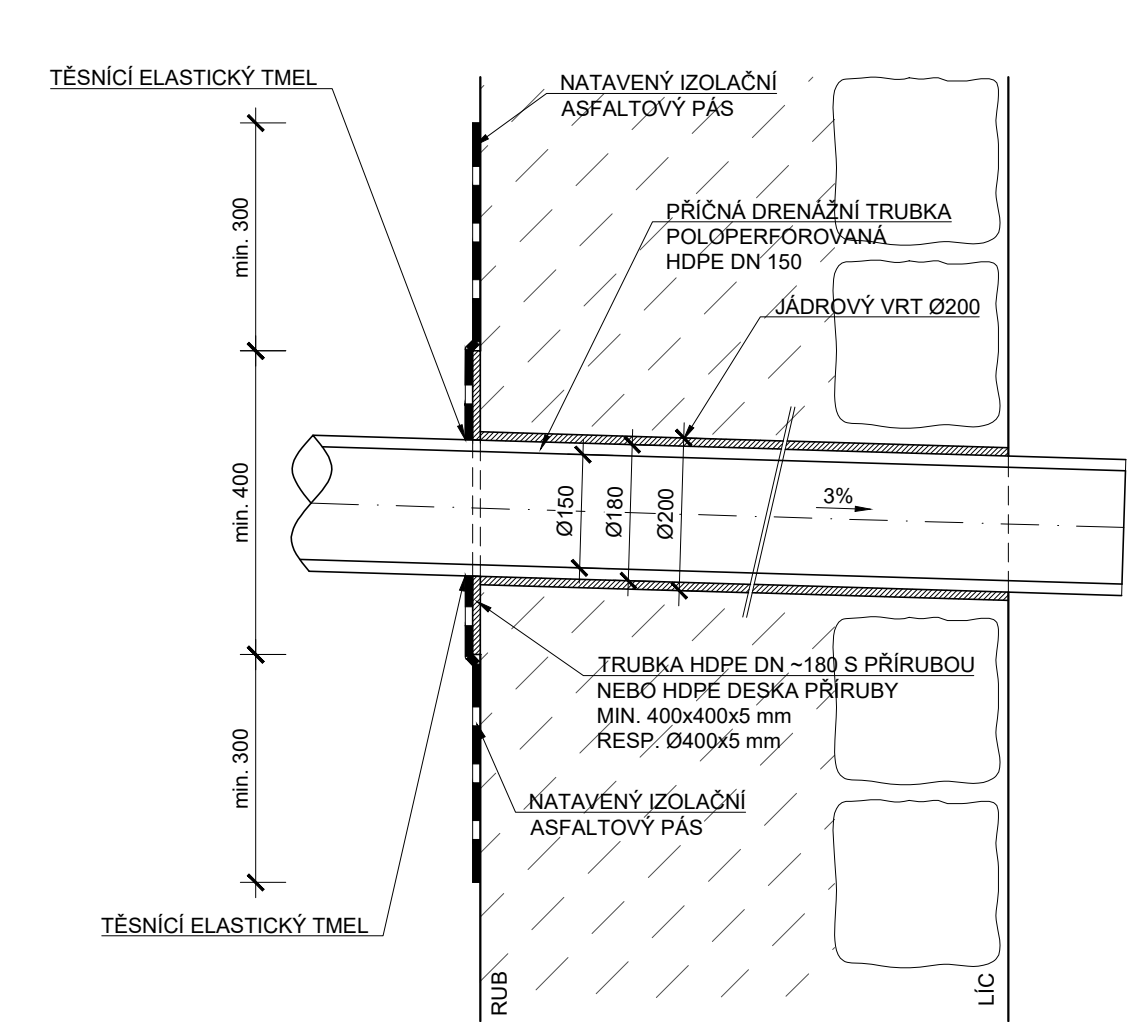 TĚSNÍCÍ ELASTICKÝ TMEL
NATAVENÝ IZOLAČNÍ
ASFALTOVÝ PÁS
min. 300
PŘÍČNÁ DRENÁŽNÍ TRUBKA
POLOPERFOROVANÁ
HDPE DN 150
JÁDROVÝ VRT Ø200
min. 400
Ø150
Ø180
Ø200
3%
TRUBKA HDPE DN ~180 S PŘÍRUBOU
NEBO HDPE DESKA PŘÍRUBY
MIN. 400x400x5 mm
RESP. Ø400x5 mm
min. 300
NATAVENÝ IZOLAČNÍ
ASFALTOVÝ PÁS
TĚSNÍCÍ ELASTICKÝ TMEL
RUB
LÍC